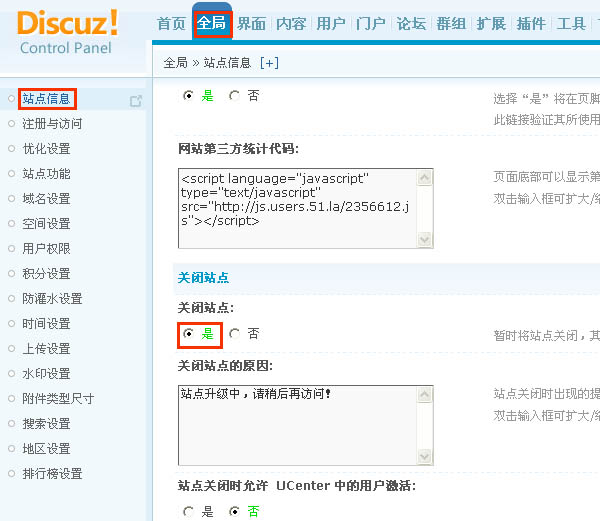 Discuz!
Control Panel
首页 全局 界面 内容 用户 门户 论坛 群组 扩展 插件 工具
全局 » 站点信息 [+]
站点信息
注册与访问
优化设置
站点功能
域名设置
空间设置
用户权限
积分设置
防灌水设置
时间设置
上传设置
水印设置
附件类型尺寸
搜索设置
地区设置
排行榜设置
是 否
选择“是”将在页脚
此链接验证其所使用
网站第三方统计代码:
<script language="javascript"
type="text/javascript"
src="http://js.users.51.la/2356612.j
s"></script>
页面底部可以显示第
双击输入框可扩大/
关闭站点
关闭站点:
是 否
暂时将站点关闭，其
关闭站点的原因:
站点升级中，请稍后再访问!
站点关闭时出现的提
双击输入框可扩大/
站点关闭时允许 UCenter 中的用户激活:
是 否